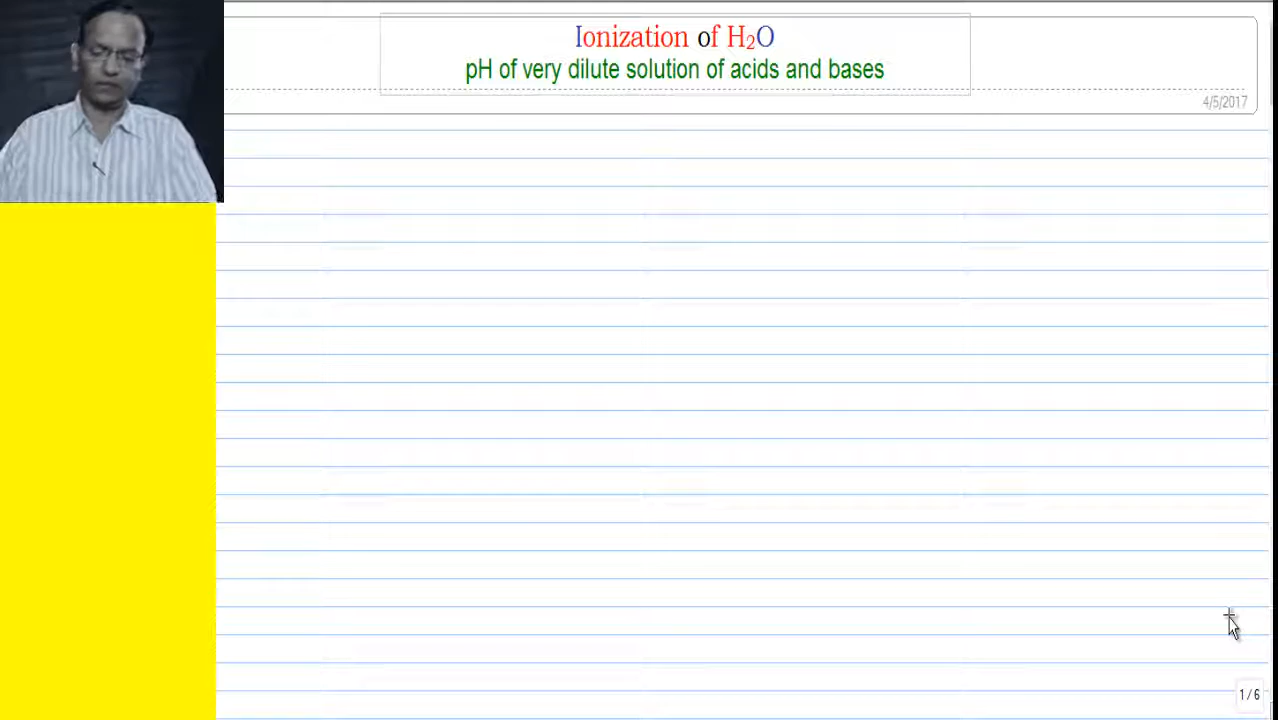 Ionization of H₂O
pH of very dilute solution of acids and bases
4/5/2017
1 / 6